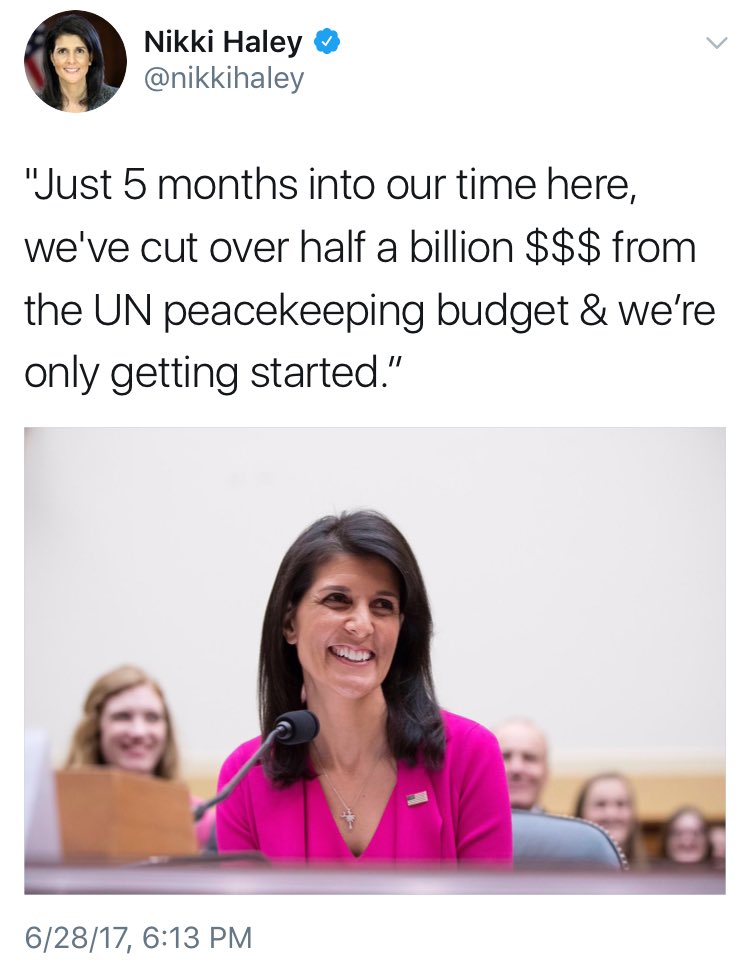 Nikki Haley
@nikkihaley
"Just 5 months into our time here,
we've cut over half a billion $$$ from
the UN peacekeeping budget & we’re
only getting started.”
6/28/17, 6:13 PM